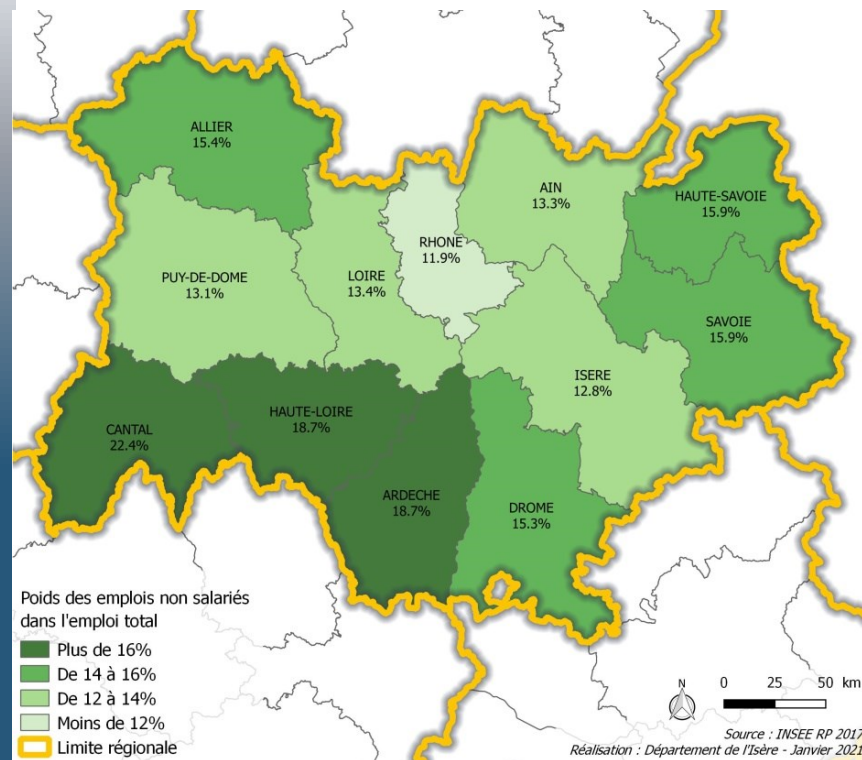 ALLIER
15.4%
AIN
13.3%
HAUTE-SAVOIE
15.9%
RHONE
11.9%
PUY-DE-DOME
13.1%
LOIRE
13.4%
SAVOIE
15.9%
ISERE
12.8%
HAUTE-LOIRE
18.7%
CANTAL
22.4%
ARDECHE
18.7%
DROME
15.3%
Poids des emplois non salariés
dans l'emploi total
Plus de 16%
De 14 à 16%
De 12 à 14%
Moins de 12%
Limite régionale
N
0 25 50 km
Source : INSEE RP 2017
Réalisation : Département de l'Isère - Janvier 2021